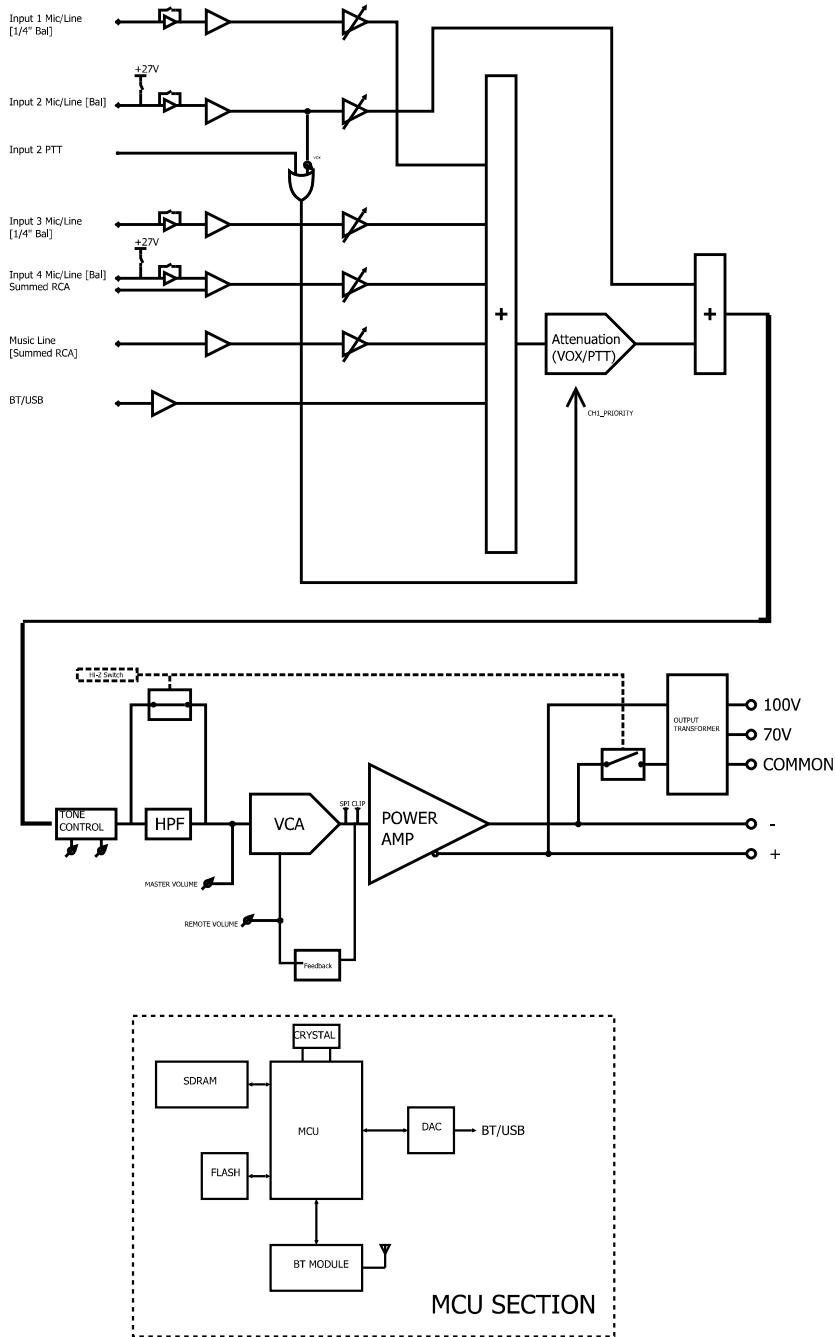 Input 1 Mic/Line
[1/4" Bal]
+27V
Input 2 Mic/Line [Bal]
Input 2 PTT
VOX
Input 3 Mic/Line
[1/4" Bal]
+27V
Input 4 Mic/Line [Bal]
Summed RCA
+
+
Attenuation
(VOX/PTT)
Music Line
[Summed RCA]
BT/USB
CH1_PRIORITY
Hi-Z Switch
OUTPUT
TRANSFORMER
100V
70V
COMMON
TONE
CONTROL
HPF
VCA
SPI CLIP
POWER
AMP
-
+
MASTER VOLUME
REMOTE VOLUME
Feedback
CRYSTAL
SDRAM
MCU
DAC
BT/USB
FLASH
BT MODULE
MCU SECTION